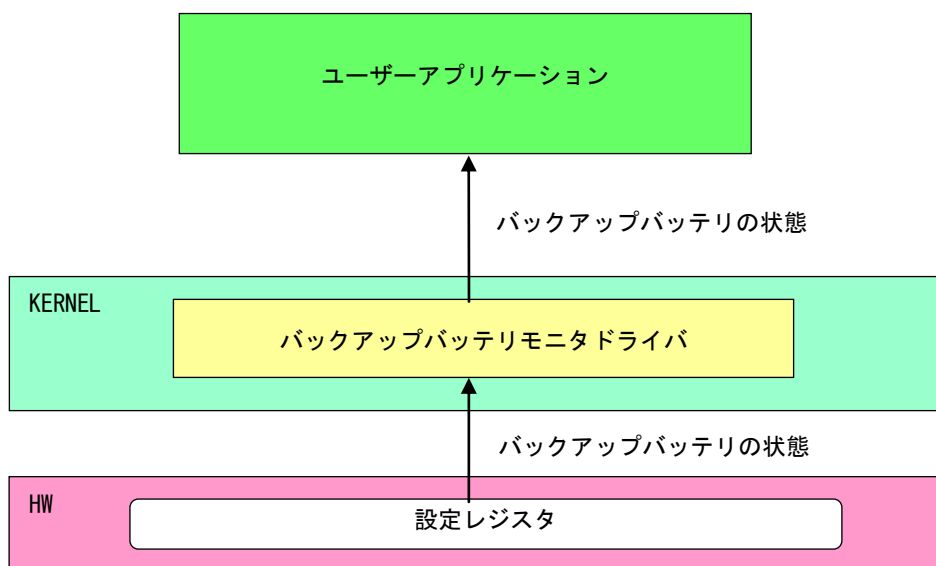 ユーザーアプリケーション
バックアップバッテリの状態
KERNEL
バックアップバッテリモニタドライバ
バックアップバッテリの状態
HW
設定レジスタ